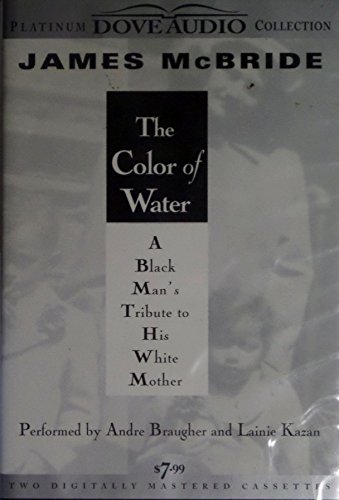 PLATINUM DOVE AUDIO COLLECTION
JAMES McBRIDE
The
Color of
Water
A
Black
Man's
Tribute to
His
White
Mother
Performed by Andre Braugher and Lainie Kazan
$7.99
TWO DIGITALLY MASTERED CASSETTES